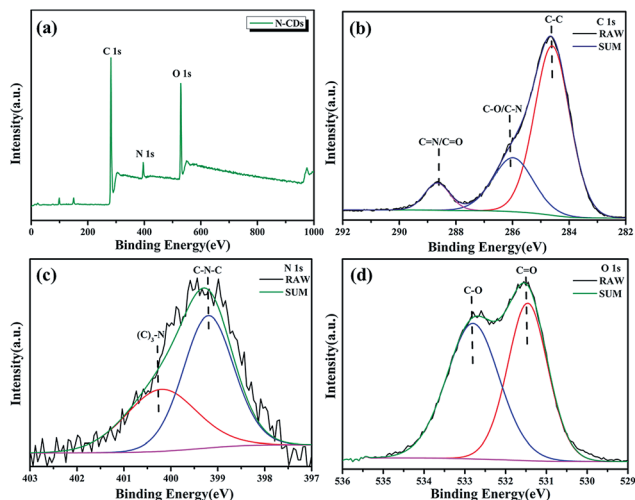 (a)
N-CDs
C 1s
O 1s
N 1s
Intensity(a.u.)
0 200 400 600 800 1000
Binding Energy(eV)
(b)
C 1s
RAW
SUM
C-C
C-O/C-N
C=N/C=O
Intensity(a.u.)
292 290 288 286 284 282
Binding Energy(eV)
(c)
N 1s
RAW
SUM
C-N-C
(C)₃-N
Intensity(a.u.)
403 402 401 400 399 398 397
Binding Energy(eV)
(d)
O 1s
RAW
SUM
C=O
C-O
Intensity(a.u.)
536 535 534 533 532 531 530 529
Binding Energy(eV)